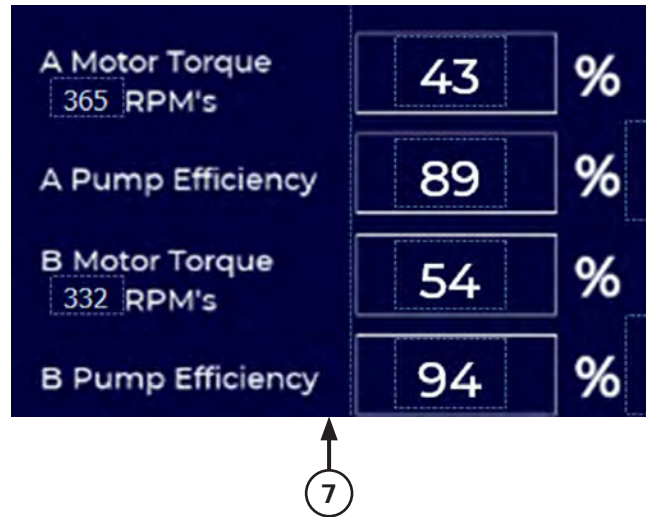 A Motor Torque 43 %
365 RPM's
A Pump Efficiency 89 %
B Motor Torque 54 %
332 RPM's
B Pump Efficiency 94 %
7